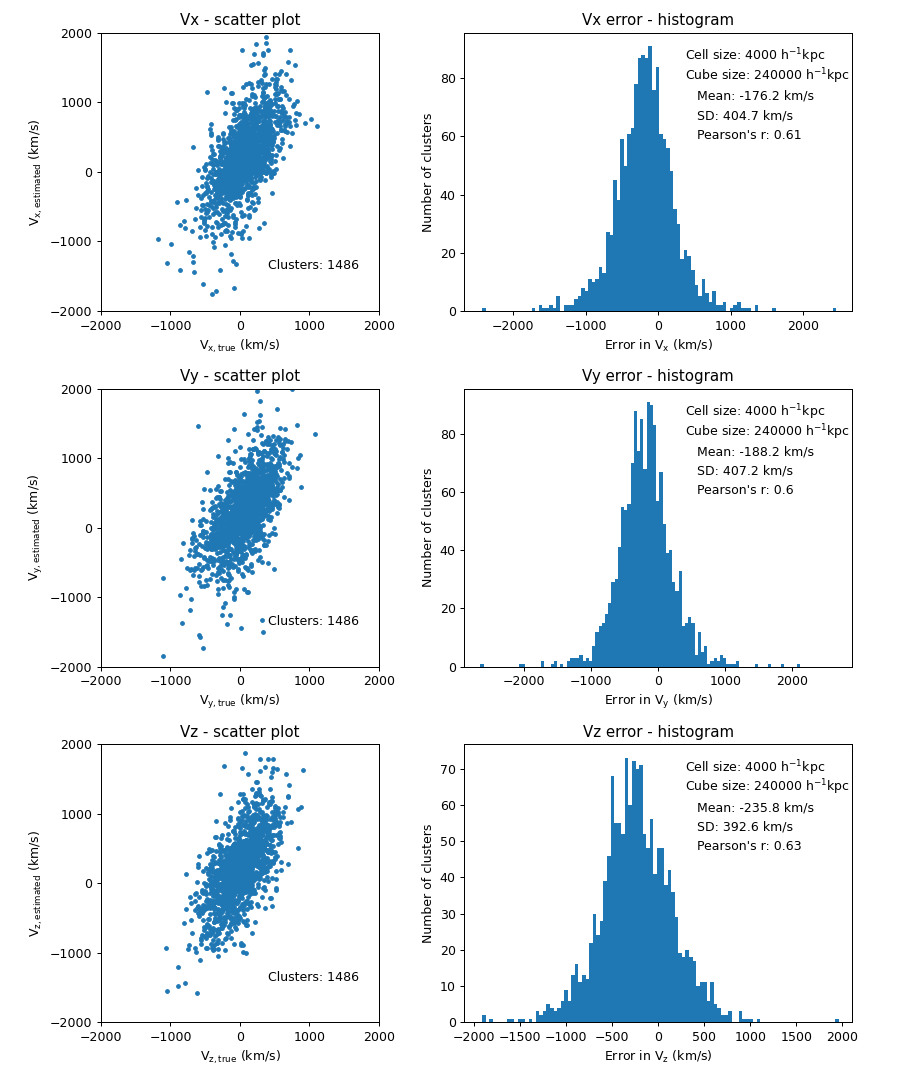 Vx - scatter plot
2000
1000
0
−1000
−2000
V_x, estimated (km/s)
Clusters: 1486
−2000 −1000 0 1000 2000
V_x, true (km/s)
Vx error - histogram
80
60
40
20
0
Number of clusters
Cell size: 4000 h⁻¹kpc
Cube size: 240000 h⁻¹kpc
Mean: -176.2 km/s
SD: 404.7 km/s
Pearson's r: 0.61
−2000 −1000 0 1000 2000
Error in V_x (km/s)
Vy - scatter plot
2000
1000
0
−1000
−2000
V_y, estimated (km/s)
Clusters: 1486
−2000 −1000 0 1000 2000
V_y, true (km/s)
Vy error - histogram
80
60
40
20
0
Number of clusters
Cell size: 4000 h⁻¹kpc
Cube size: 240000 h⁻¹kpc
Mean: -188.2 km/s
SD: 407.2 km/s
Pearson's r: 0.6
−2000 −1000 0 1000 2000
Error in V_y (km/s)
Vz - scatter plot
2000
1000
0
−1000
−2000
V_z, estimated (km/s)
Clusters: 1486
−2000 −1000 0 1000 2000
V_z, true (km/s)
Vz error - histogram
70
60
50
40
30
20
10
0
Number of clusters
Cell size: 4000 h⁻¹kpc
Cube size: 240000 h⁻¹kpc
Mean: -235.8 km/s
SD: 392.6 km/s
Pearson's r: 0.63
−2000 −1500 −1000 −500 0 500 1000 1500 2000
Error in V_z (km/s)